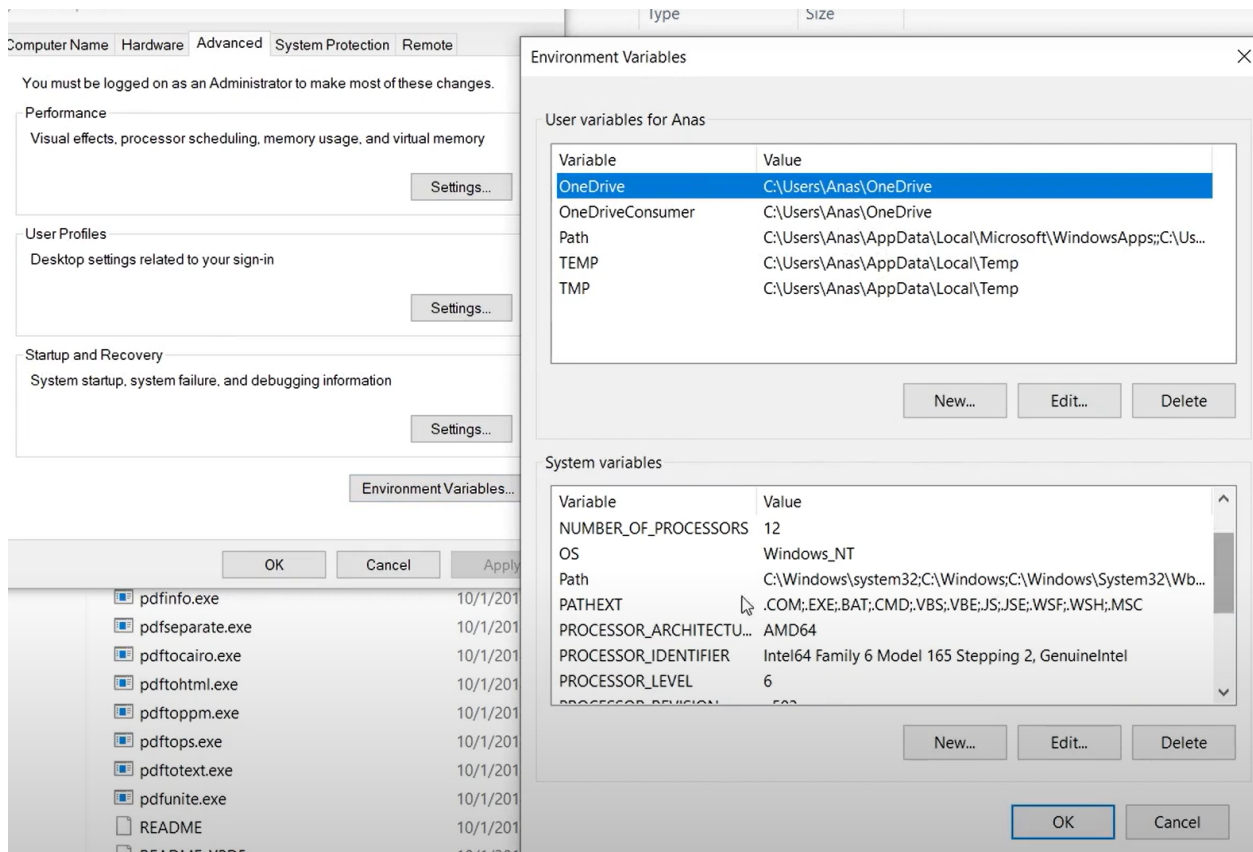 Type Size
Computer Name Hardware Advanced System Protection Remote
You must be logged on as an Administrator to make most of these changes.
Performance
Visual effects, processor scheduling, memory usage, and virtual memory
Settings...
User Profiles
Desktop settings related to your sign-in
Settings...
Startup and Recovery
System startup, system failure, and debugging information
Settings...
Environment Variables...
OK Cancel Apply
pdfinfo.exe 10/1/201
pdfseparate.exe 10/1/201
pdftocairo.exe 10/1/201
pdftohtml.exe 10/1/201
pdftoppm.exe 10/1/201
pdftops.exe 10/1/201
pdftotext.exe 10/1/201
pdfunite.exe 10/1/201
README 10/1/201
Environment Variables
User variables for Anas
Variable Value
OneDrive C:\Users\Anas\OneDrive
OneDriveConsumer C:\Users\Anas\OneDrive
Path C:\Users\Anas\AppData\Local\Microsoft\WindowsApps;;C:\Us...
TEMP C:\Users\Anas\AppData\Local\Temp
TMP C:\Users\Anas\AppData\Local\Temp
New... Edit... Delete
System variables
Variable Value
NUMBER_OF_PROCESSORS 12
OS Windows_NT
Path C:\Windows\system32;C:\Windows;C:\Windows\System32\Wb...
PATHEXT .COM;.EXE;.BAT;.CMD;.VBS;.VBE;.JS;.JSE;.WSF;.WSH;.MSC
PROCESSOR_ARCHITECTU... AMD64
PROCESSOR_IDENTIFIER Intel64 Family 6 Model 165 Stepping 2, GenuineIntel
PROCESSOR_LEVEL 6
New... Edit... Delete
OK Cancel